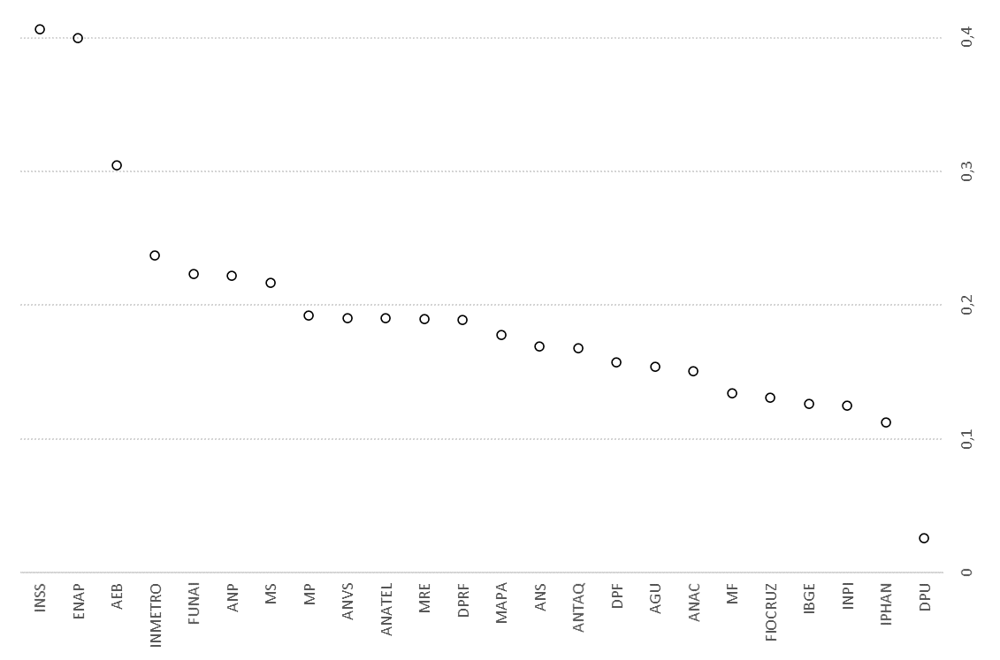 0,4
0,3
0,2
0,1
0
INSS
ENAP
AEB
INMETRO
FUNAI
ANP
MS
MP
ANVS
ANATEL
MRE
DPRF
MAPA
ANS
ANTAQ
DPF
AGU
ANAC
MF
FIOCRUZ
IBGE
INPI
IPHAN
DPU